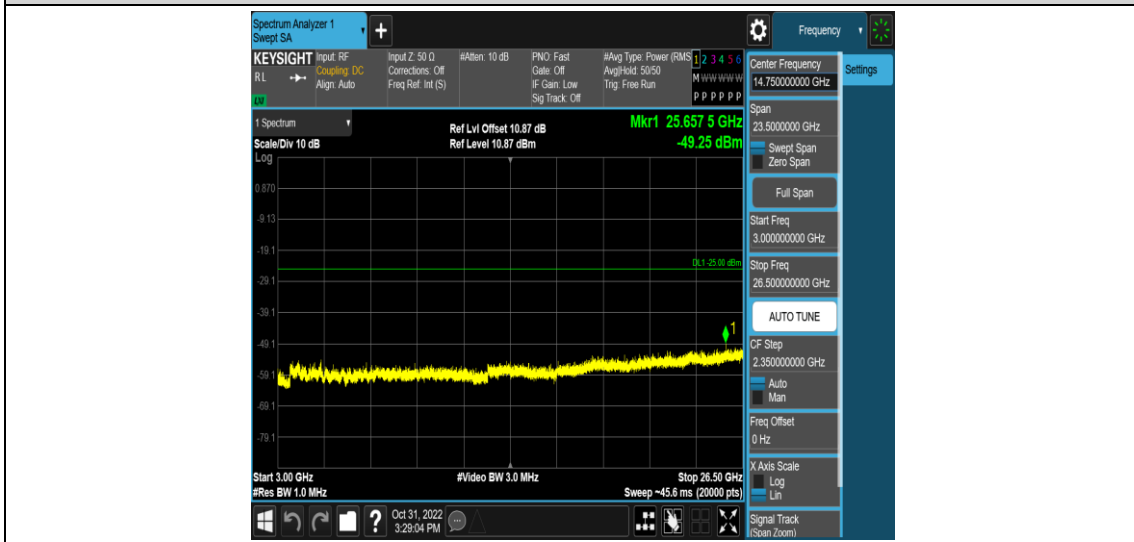 Spectrum Analyzer 1
Swept SA
+
Frequency
KEYSIGHT
RL
LXI
Input: RF
Coupling: DC
Align: Auto
Input Z: 50 Ω
Corrections: Off
Freq Ref: Int (S)
#Atten: 10 dB
PNO: Fast
Gate: Off
IF Gain: Low
Sig Track: Off
#Avg Type: Power (RMS
Avg|Hold: 50/50
Trig: Free Run
1 2 3 4 5 6
M W W W W W
P P P P P P
1 Spectrum
Scale/Div 10 dB
Log
Ref Lvl Offset 10.87 dB
Ref Level 10.87 dBm
Mkr1 25.657 5 GHz
-49.25 dBm
0.870
-9.13
-19.1
DL1 -25.00 dBm
-29.1
-39.1
1
-49.1
-59.1
-69.1
-79.1
Start 3.00 GHz
#Res BW 1.0 MHz
#Video BW 3.0 MHz
Stop 26.50 GHz
Sweep ~45.6 ms (20000 pts)
?
Oct 31, 2022
3:29:04 PM
Center Frequency
14.750000000 GHz
Settings
Span
23.5000000 GHz
Swept Span
Zero Span
Full Span
Start Freq
3.000000000 GHz
Stop Freq
26.500000000 GHz
AUTO TUNE
CF Step
2.350000000 GHz
Auto
Man
Freq Offset
0 Hz
X Axis Scale
Log
Lin
Signal Track
(Span Zoom)